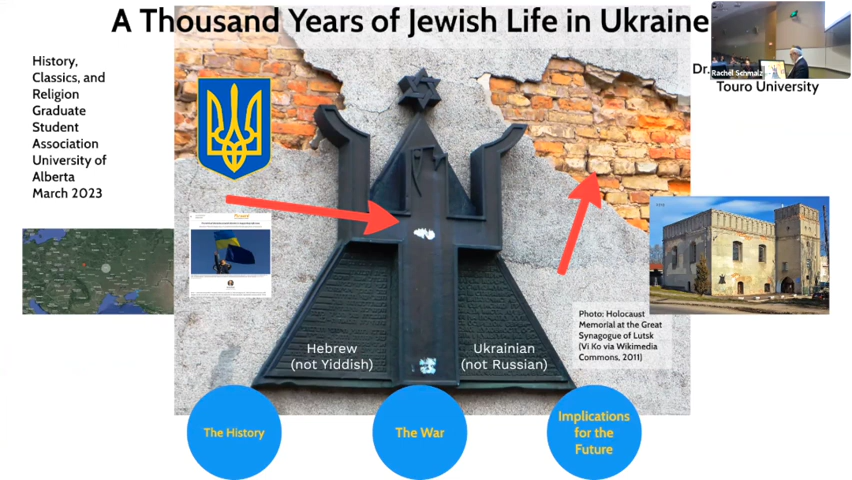 A Thousand Years of Jewish Life in Ukraine
History,
Classics, and
Religion
Graduate
Student
Association
University of
Alberta
March 2023
Rachel Schmalz
Dr.
Touro University
Hebrew
(not Yiddish)
Ukrainian
(not Russian)
Photo: Holocaust
Memorial at the Great
Synagogue of Lutsk
(Vi Ko via Wikimedia
Commons, 2011)
The History
The War
Implications
for the
Future